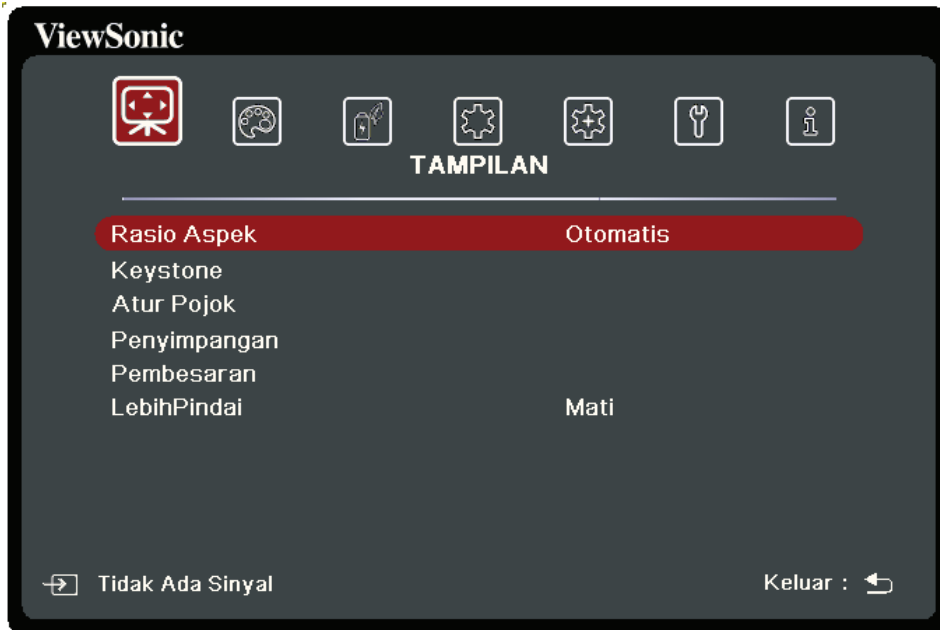 ViewSonic
TAMPILAN
Rasio Aspek Otomatis
Keystone
Atur Pojok
Penyimpangan
Pembesaran
LebihPindai Mati
Tidak Ada Sinyal Keluar :